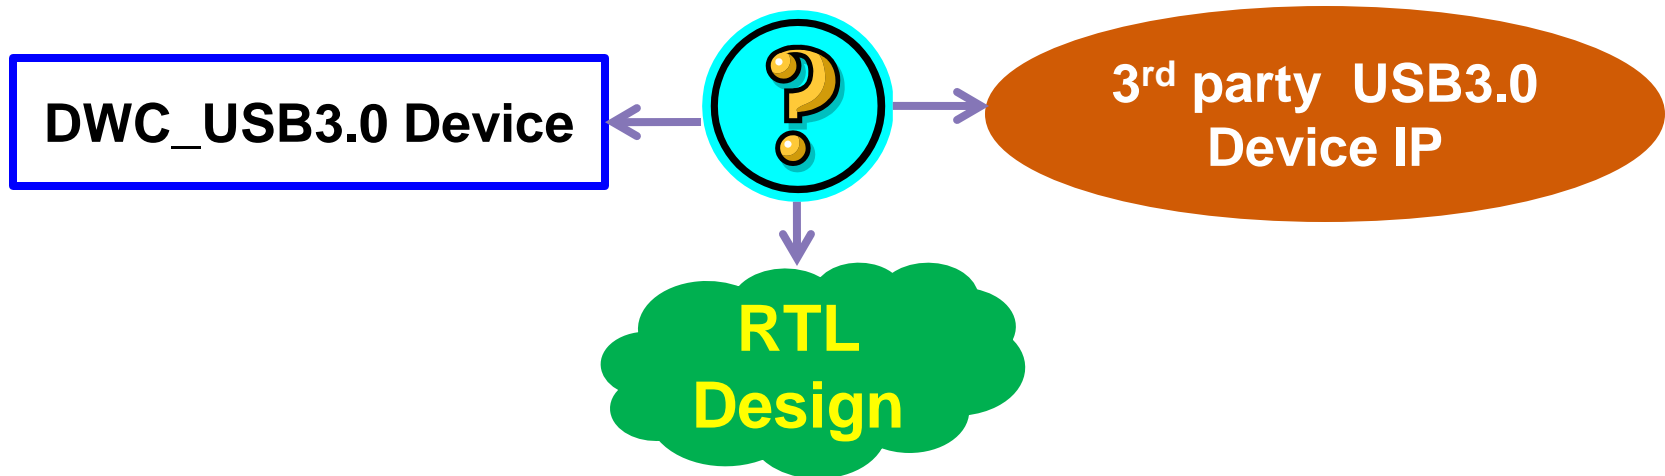 DWC_USB3.0 Device
?
3rd party USB3.0
Device IP
RTL
Design